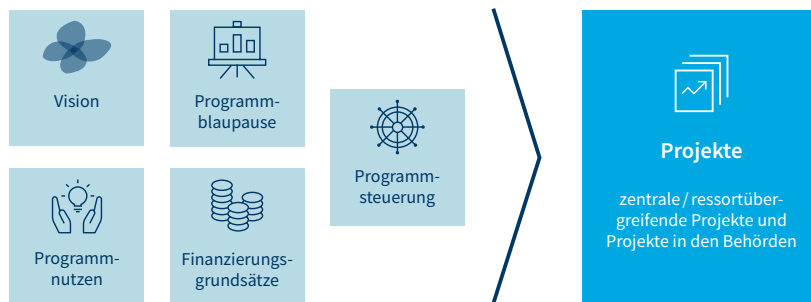 Vision
Programm-
blaupause
Programm-
nutzen
Finanzierungs-
grundsätze
Programm-
steuerung
Projekte
zentrale / ressortüber-
greifende Projekte und
Projekte in den Behörden